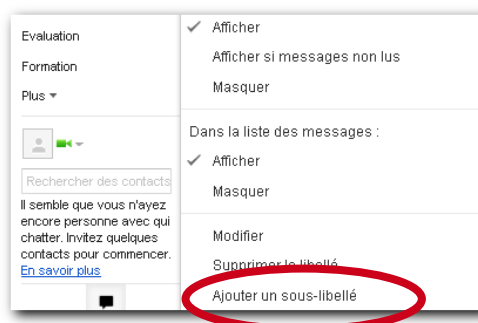 Evaluation
Formation
Plus
Rechercher des contacts
Il semble que vous n'ayez
encore personne avec qui
chatter. Invitez quelques
contacts pour commencer.
En savoir plus
Afficher
Afficher si messages non lus
Masquer
Dans la liste des messages :
Afficher
Masquer
Modifier
Supprimer le libellé
Ajouter un sous-libellé